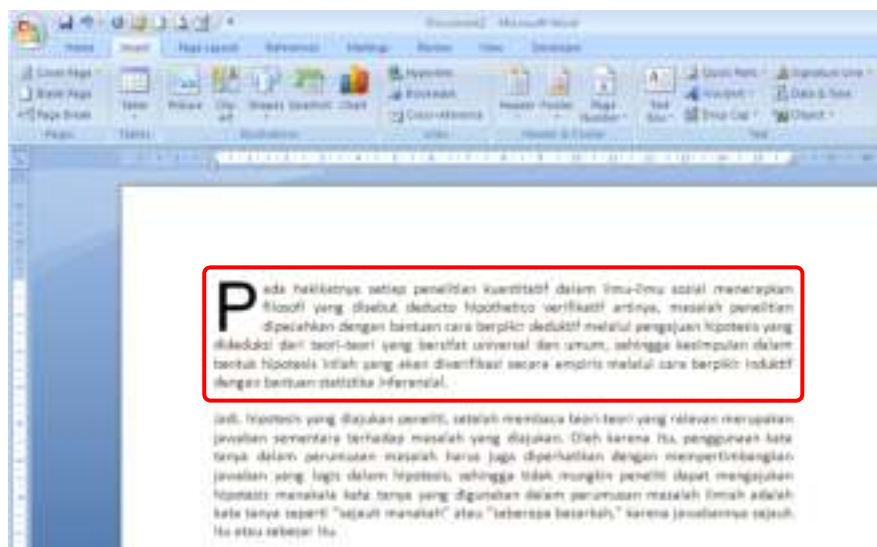 Document2 - Microsoft Word
Home Insert Page Layout References Mailings Review View Developer
Cover Page
Blank Page
Page Break
Table Picture Clip Art Shapes SmartArt Chart
Hyperlink
Bookmark
Cross-reference
Header Footer Page Number
Text Box
Quick Parts
WordArt
Drop Cap
Signature Line
Date & Time
Object
Pages Tables Illustrations Links Header & Footer Text
Pada hakikatnya setiap penelitian kuantitatif dalam ilmu-ilmu sosial menerapkan
filosofi yang disebut deducto hipothetico verifikatif artinya, masalah penelitian
dipecahkan dengan bantuan cara berpikir deduktif melalui pengajuan hipotesis yang
dideduksi dari teori-teori yang bersifat universal dan umum, sehingga kesimpulan dalam
bentuk hipotesis inilah yang akan diverifikasi secara empiris melalui cara berpikir induktif
dengan bantuan statistika inferensial.
Jadi, hipotesis yang diajukan peneliti, setelah membaca teori-teori yang relevan merupakan
jawaban sementara terhadap masalah yang diajukan. Oleh karena itu, penggunaan kata
tanya dalam perumusan masalah harus juga diperhatikan dengan mempertimbangkan
jawaban yang logis dalam hipotesis, sehingga tidak mungkin peneliti dapat mengajukan
hipotesis manakala kata tanya yang digunakan dalam perumusan masalah ilmiah adalah
kata tanya seperti "sejauh manakah" atau "seberapa besarkah," karena jawabannya sejauh
itu atau sebesar itu.